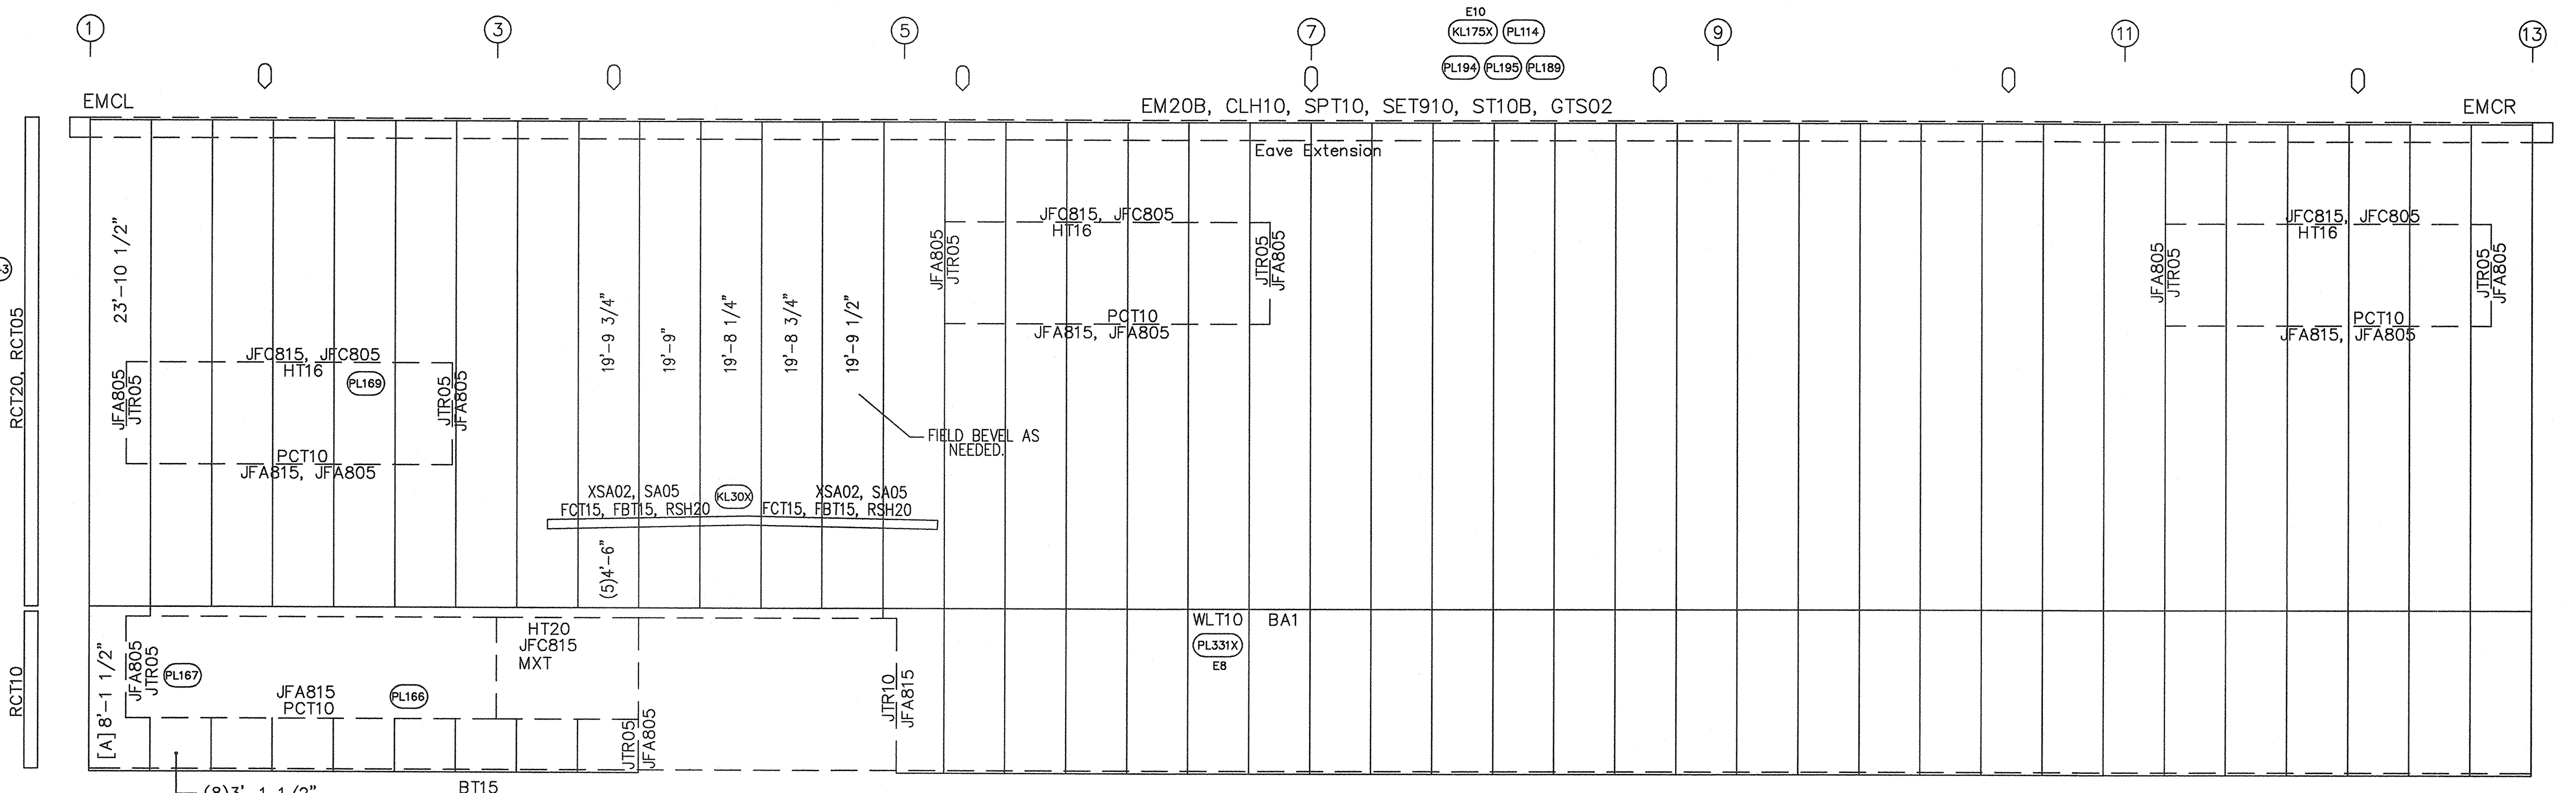 1
3
5
7
9
11
13
E10
KL175X PL114
PL194 PL195 PL189
EMCL
EM20B, CLH10, SPT10, SET910, ST10B, GTS02
EMCR
Eave Extension
RCT20, RCT05
RCT10
23'-10 1/2"
JFC815, JFC805
HT16
PL169
JFA805
JTR05
JTR05
JFA805
PCT10
JFA815, JFA805
19'-9 3/4"
19'-9"
19'-8 1/4"
19'-8 3/4"
19'-9 1/2"
FIELD BEVEL AS
NEEDED.
XSA02, SA05
FCT15, FBT15, RSH20
KL30X
XSA02, SA05
FCT15, FBT15, RSH20
(5)4'-6"
JFC815, JFC805
HT16
JFA805
JTR05
JTR05
JFA805
PCT10
JFA815, JFA805
JFC815, JFC805
HT16
JFA805
JTR05
JTR05
JFA805
PCT10
JFA815, JFA805
[A]8'-1 1/2"
JFA805
JTR05
PL167
JFA815
PCT10
PL166
HT20
JFC815
MXT
JTR05
JFA805
JTR10
JFA815
WLT10 BA1
PL331X
E8
(8)3'-1 1/2"
BT15